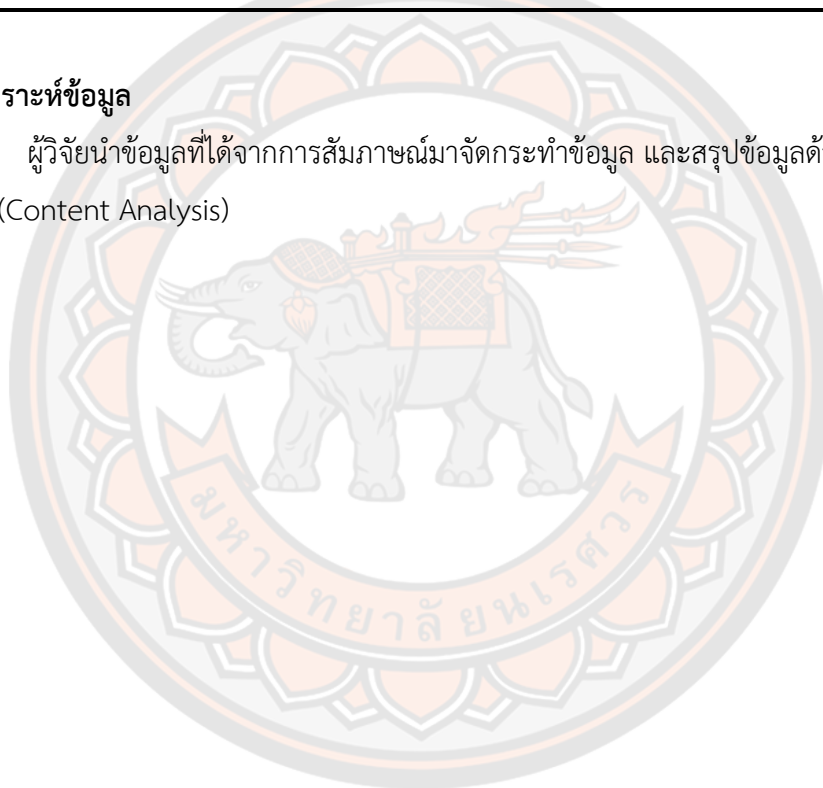 ราะห์ข้อมูล
ผู้วิจัยนำข้อมูลที่ได้จากการสัมภาษณ์มาจัดกระทำข้อมูล และสรุปข้อมูลด้
(Content Analysis)
มหาวิทยาลัยนเรศวร